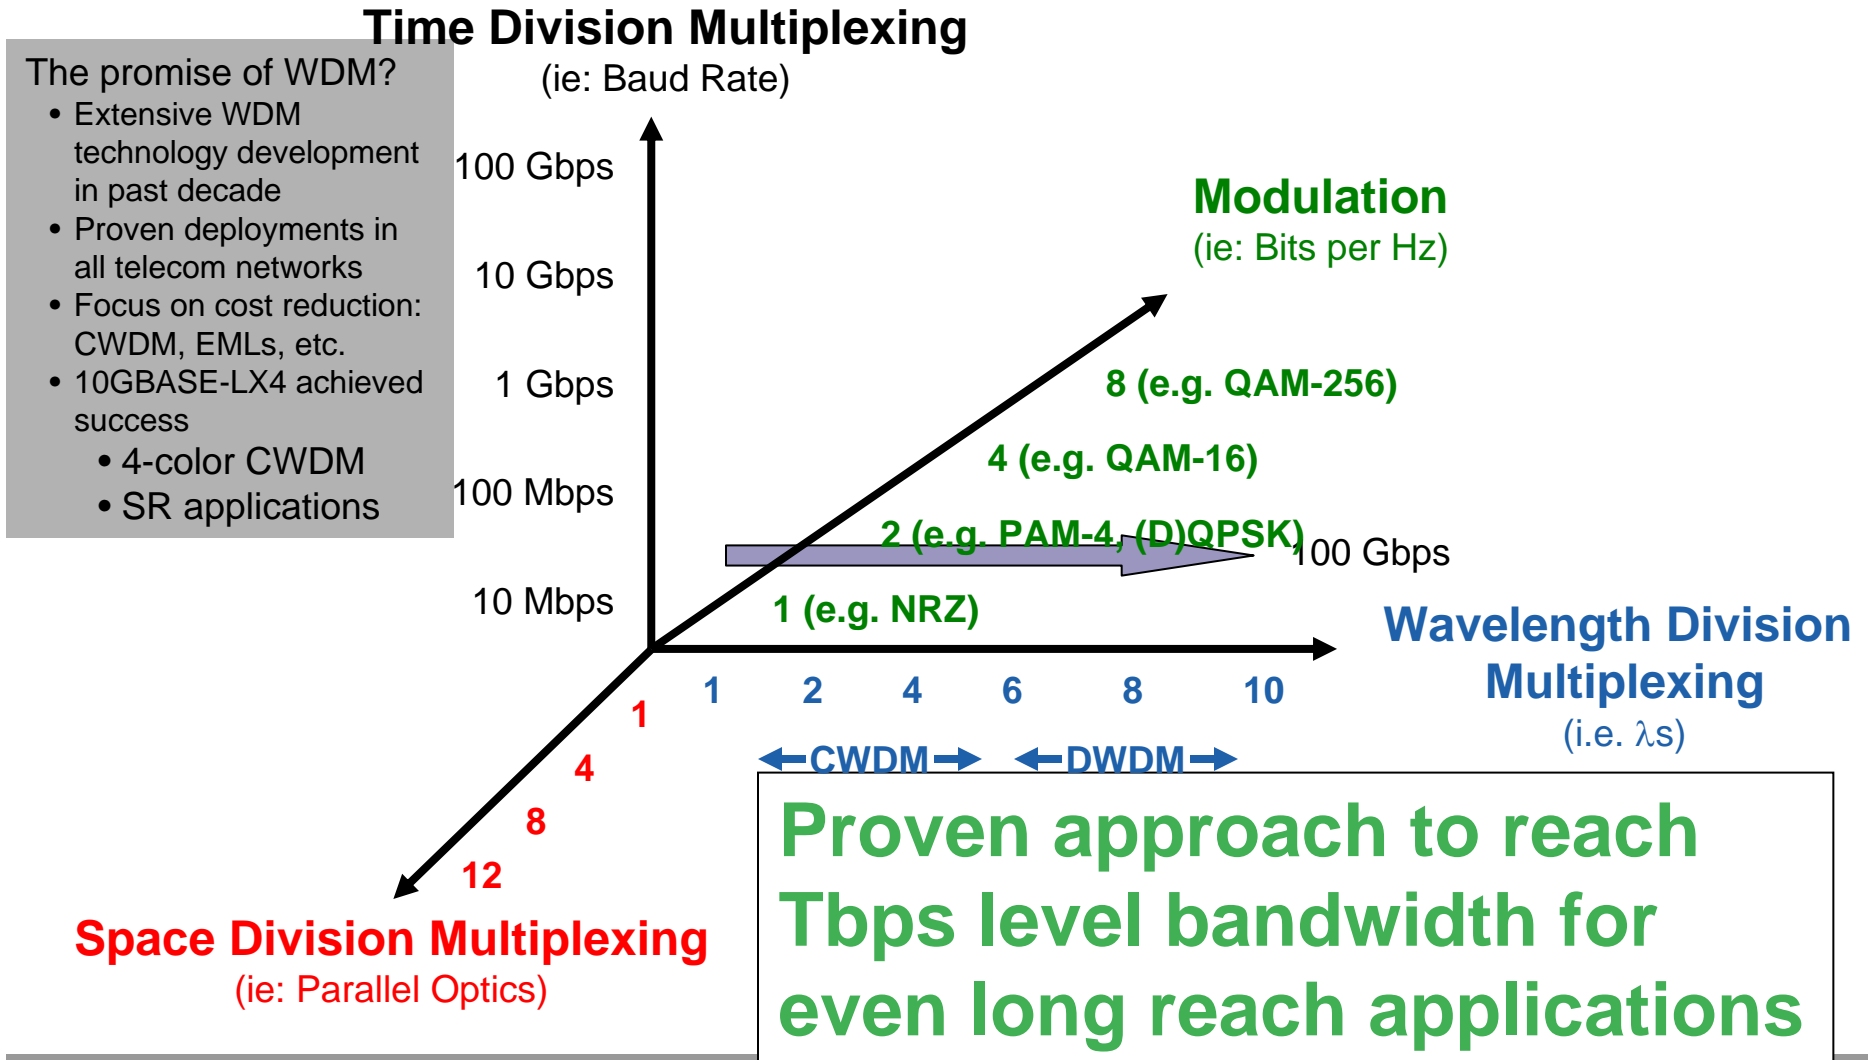 Time Division Multiplexing
(ie: Baud Rate)
The promise of WDM?
• Extensive WDM
technology development
in past decade
• Proven deployments in
all telecom networks
• Focus on cost reduction:
CWDM, EMLs, etc.
• 10GBASE-LX4 achieved
success
• 4-color CWDM
• SR applications
100 Gbps
10 Gbps
1 Gbps
100 Mbps
10 Mbps
Modulation
(ie: Bits per Hz)
8 (e.g. QAM-256)
4 (e.g. QAM-16)
2 (e.g. PAM-4, (D)QPSK)
1 (e.g. NRZ)
100 Gbps
Wavelength Division
Multiplexing
(i.e. λs)
1 2 4 6 8 10
CWDM DWDM
1
4
8
12
Space Division Multiplexing
(ie: Parallel Optics)
Proven approach to reach
Tbps level bandwidth for
even long reach applications